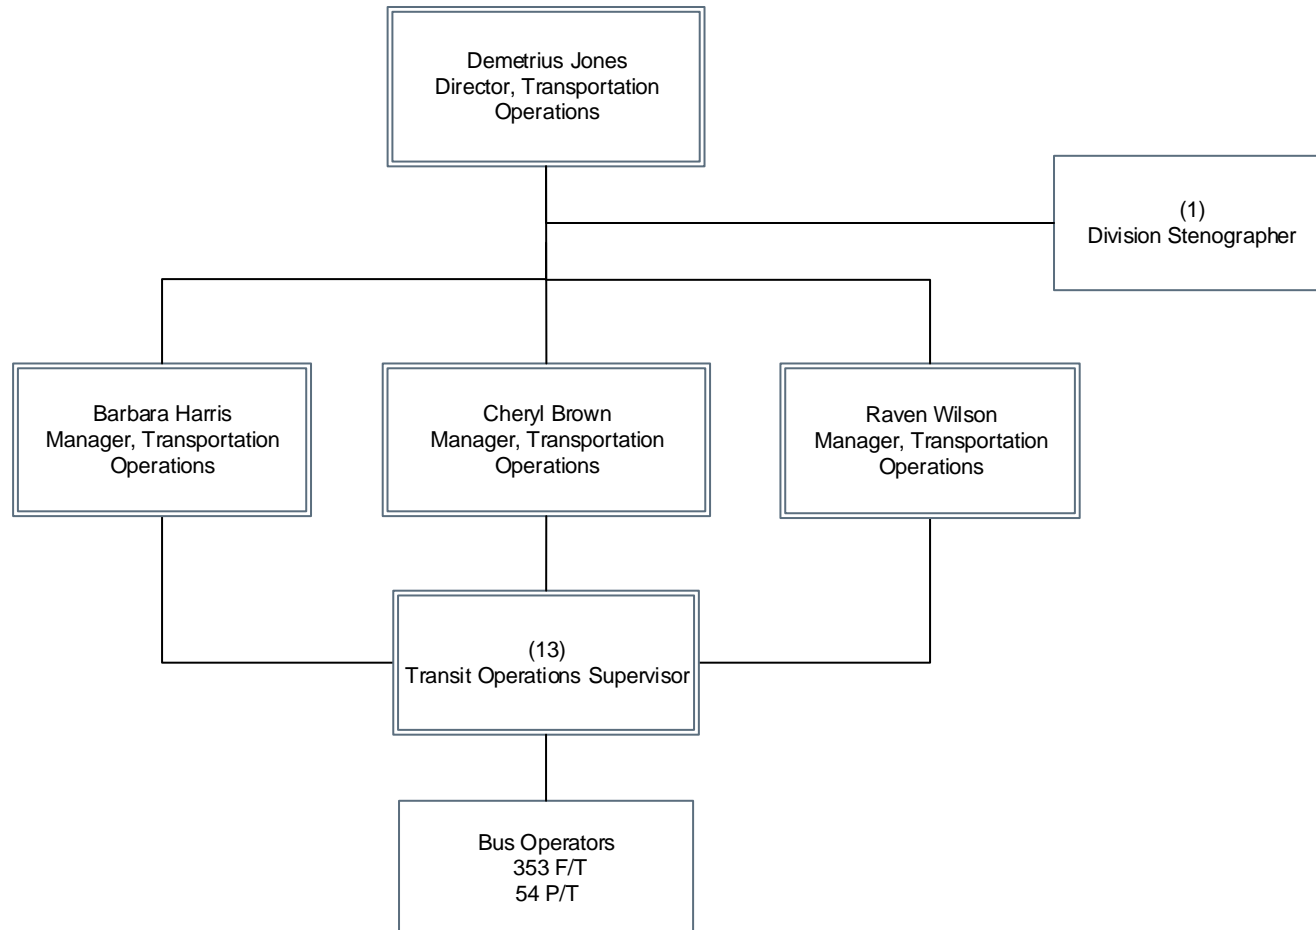 Demetrius Jones
Director, Transportation
Operations
(1)
Division Stenographer
Barbara Harris
Manager, Transportation
Operations
Cheryl Brown
Manager, Transportation
Operations
Raven Wilson
Manager, Transportation
Operations
(13)
Transit Operations Supervisor
Bus Operators
353 F/T
54 P/T